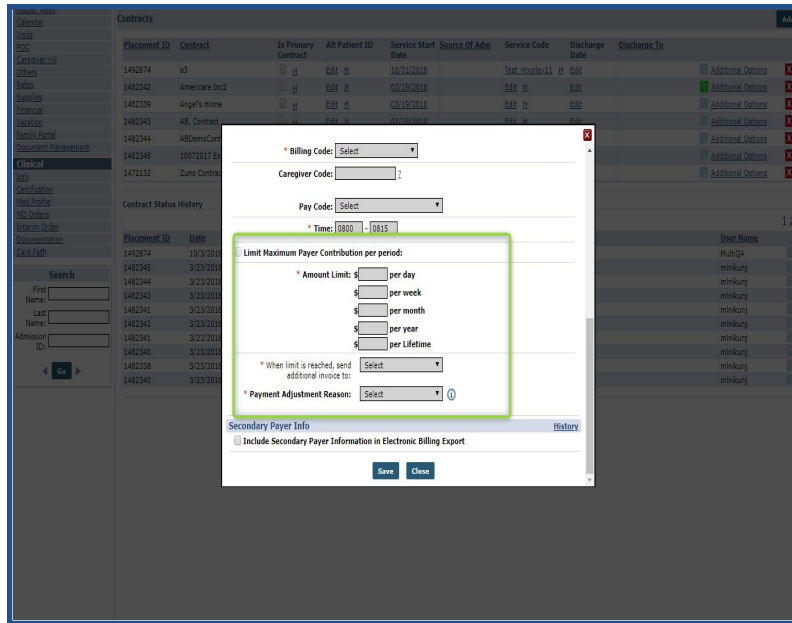 Master Week
Calendar
Visits
POC
Caregiver HX
Others
Rates
Supplies
Financial
Vacation
Family Portal
Document Management
Clinical
Info
Certification
Med Profile
MD Orders
Interim Order
Documentation
Care Path
Search
First Name:
Last Name:
Admission ID:
Go
Contracts
Placement ID Contract Is Primary Contract Alt Patient ID Service Start Date Source Of Adm Service Code Discharge Date Discharge To
1492874 a3 H Edit H 10/01/2018 Test_Hourley11 H Edit Additional Options X
1482342 Americare Inc2 H Edit H 03/19/2018 Edit H Edit Additional Options X
1482339 Angel's Home H Edit H 03/19/2018 Edit H Edit Additional Options X
1482343 AB, Contract H Edit H 03/19/2018 Edit H Edit Additional Options X
1482344 ABDemoCont Additional Options X
1482345 10072017 Ex Additional Options X
1472132 Zuno Contrac Additional Options X
Contract Status History
Placement ID Date User Name
1492874 10/3/2018 MultiQA
1482345 3/23/2018 minkunj
1482344 3/23/2018 minkunj
1482343 3/23/2018 minkunj
1482341 3/23/2018 minkunj
1482342 3/23/2018 minkunj
1482341 3/23/2018 minkunj
1482340 3/23/2018 minkunj
1482338 3/23/2018 minkunj
1482340 3/23/2018 minkunj
X
* Billing Code: Select
Caregiver Code: ?
Pay Code: Select
* Time: 0800 - 0815
Limit Maximum Payer Contribution per period:
* Amount Limit: $ per day
$ per week
$ per month
$ per year
$ per Lifetime
* When limit is reached, send additional invoice to: Select
* Payment Adjustment Reason: Select i
Secondary Payer Info History
Include Secondary Payer Information in Electronic Billing Export
Save Close